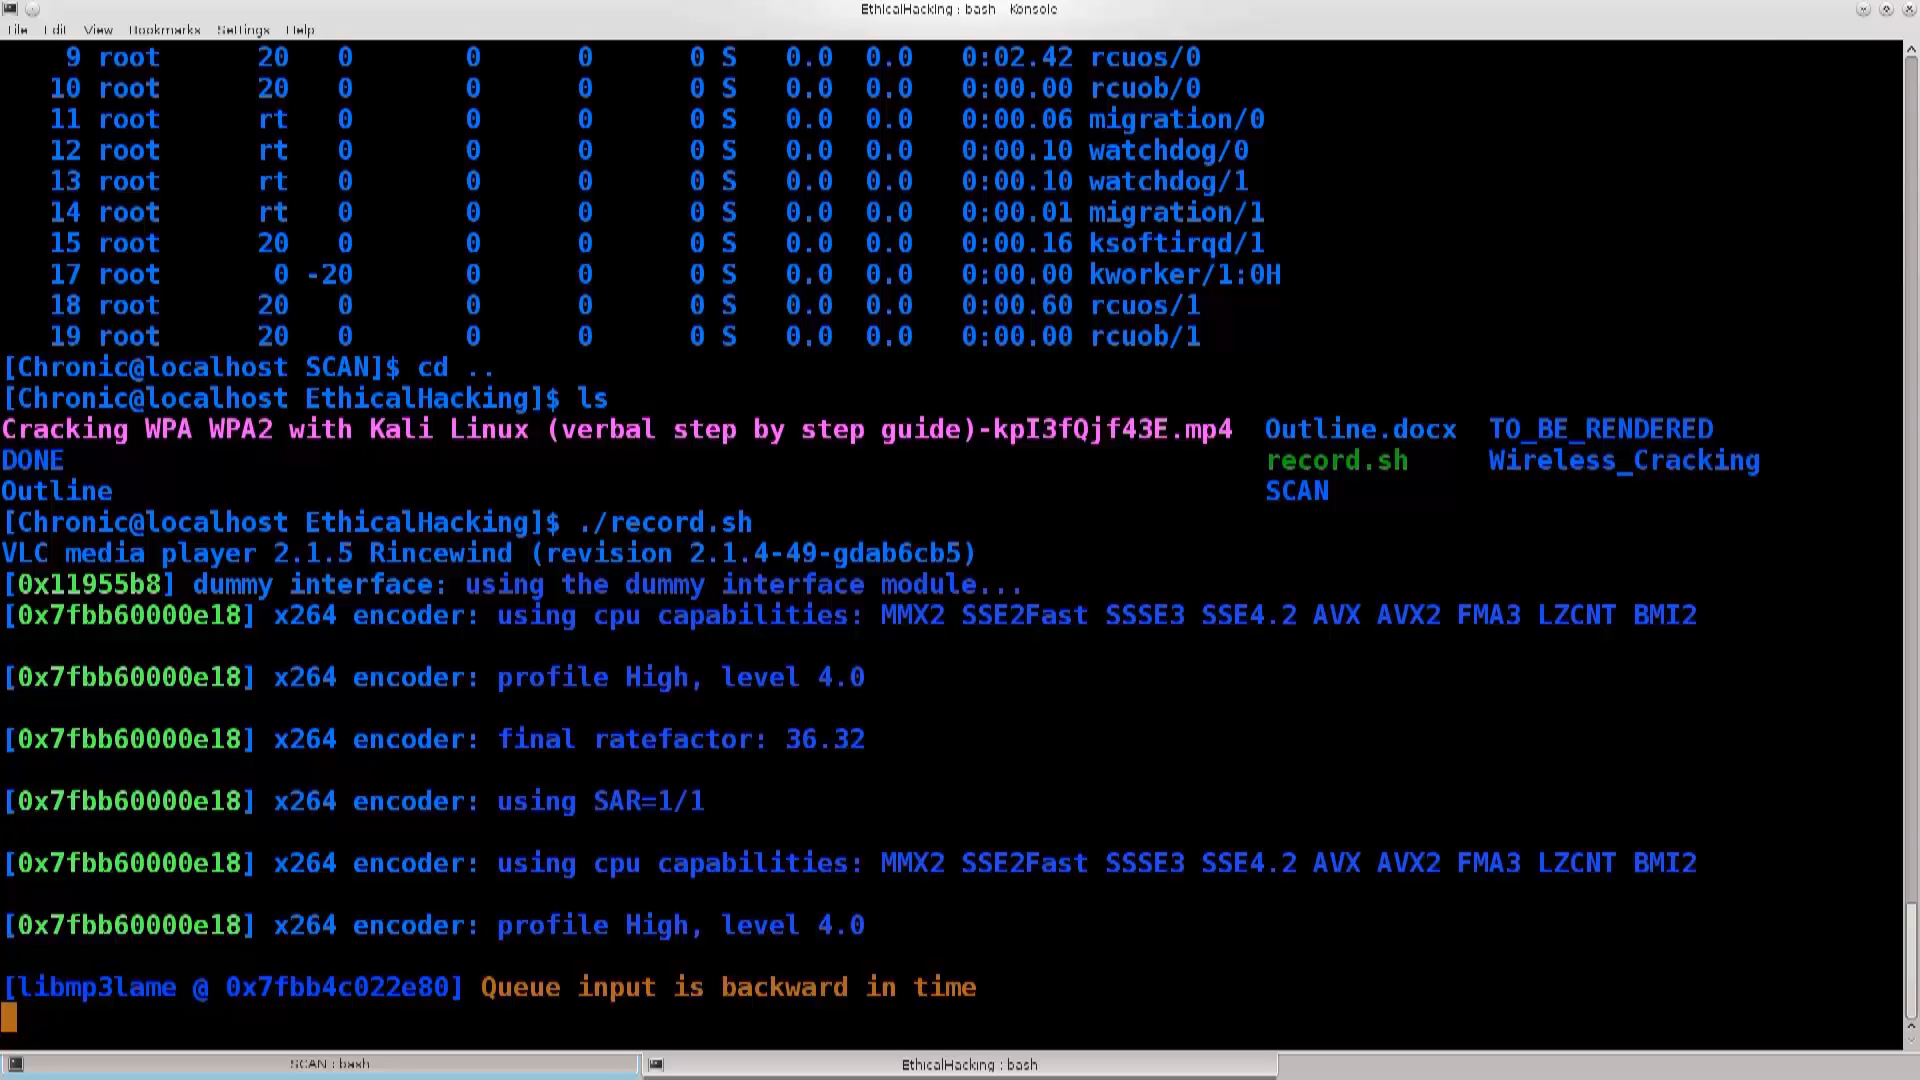 EthicalHacking : bash – Konsole
File Edit View Bookmarks Settings Help
9 root 20 0 0 0 0 S 0.0 0.0 0:02.42 rcuos/0
10 root 20 0 0 0 0 S 0.0 0.0 0:00.00 rcuob/0
11 root rt 0 0 0 0 S 0.0 0.0 0:00.06 migration/0
12 root rt 0 0 0 0 S 0.0 0.0 0:00.10 watchdog/0
13 root rt 0 0 0 0 S 0.0 0.0 0:00.10 watchdog/1
14 root rt 0 0 0 0 S 0.0 0.0 0:00.01 migration/1
15 root 20 0 0 0 0 S 0.0 0.0 0:00.16 ksoftirqd/1
17 root 0 -20 0 0 0 S 0.0 0.0 0:00.00 kworker/1:0H
18 root 20 0 0 0 0 S 0.0 0.0 0:00.60 rcuos/1
19 root 20 0 0 0 0 S 0.0 0.0 0:00.00 rcuob/1
[Chronic@localhost SCAN]$ cd ..
[Chronic@localhost EthicalHacking]$ ls
Cracking WPA WPA2 with Kali Linux (verbal step by step guide)-kpI3fQjf43E.mp4 Outline.docx TO_BE_RENDERED
DONE record.sh Wireless_Cracking
Outline SCAN
[Chronic@localhost EthicalHacking]$ ./record.sh
VLC media player 2.1.5 Rincewind (revision 2.1.4-49-gdab6cb5)
[0x11955b8] dummy interface: using the dummy interface module...
[0x7fbb60000e18] x264 encoder: using cpu capabilities: MMX2 SSE2Fast SSSE3 SSE4.2 AVX AVX2 FMA3 LZCNT BMI2
[0x7fbb60000e18] x264 encoder: profile High, level 4.0
[0x7fbb60000e18] x264 encoder: final ratefactor: 36.32
[0x7fbb60000e18] x264 encoder: using SAR=1/1
[0x7fbb60000e18] x264 encoder: using cpu capabilities: MMX2 SSE2Fast SSSE3 SSE4.2 AVX AVX2 FMA3 LZCNT BMI2
[0x7fbb60000e18] x264 encoder: profile High, level 4.0
[libmp3lame @ 0x7fbb4c022e80] Queue input is backward in time
SCAN : bash
EthicalHacking : bash